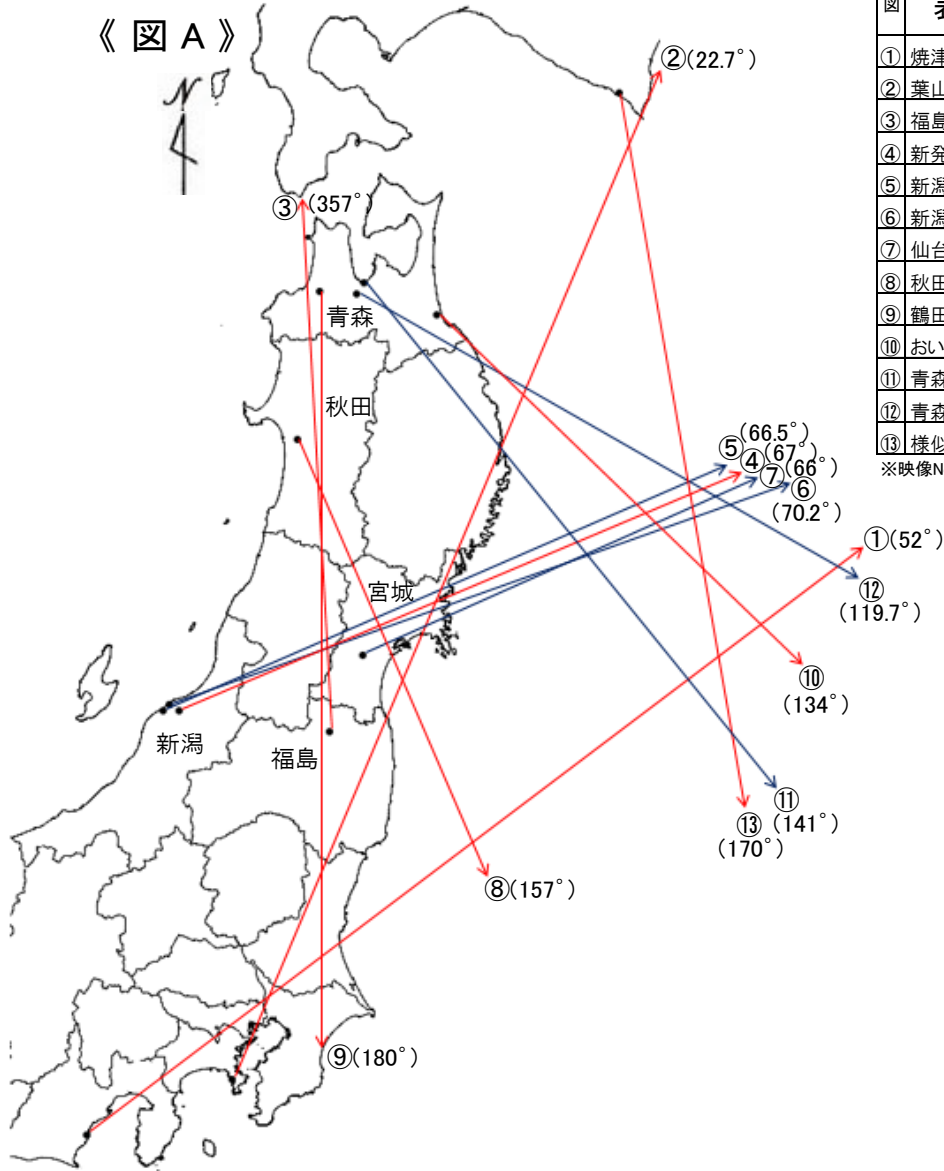 《 図 A 》
N
②(22.7°)
③ (357°)
青森
秋田
(66.5°)
⑤ ④ (67°)
⑦ (66°)
⑥
(70.2°)
①(52°)
宮城
⑫
(119.7°)
⑩
(134°)
新潟
福島
⑪
(141°)
⑬
(170°)
⑧(157°)
⑨(180°)
図
① 焼津
② 葉山
③ 福島
④ 新発
⑤ 新潟
⑥ 新潟
⑦ 仙台
⑧ 秋田
⑨ 鶴田
⑩ おい
⑪ 青森
⑫ 青森
⑬ 様似
※映像N